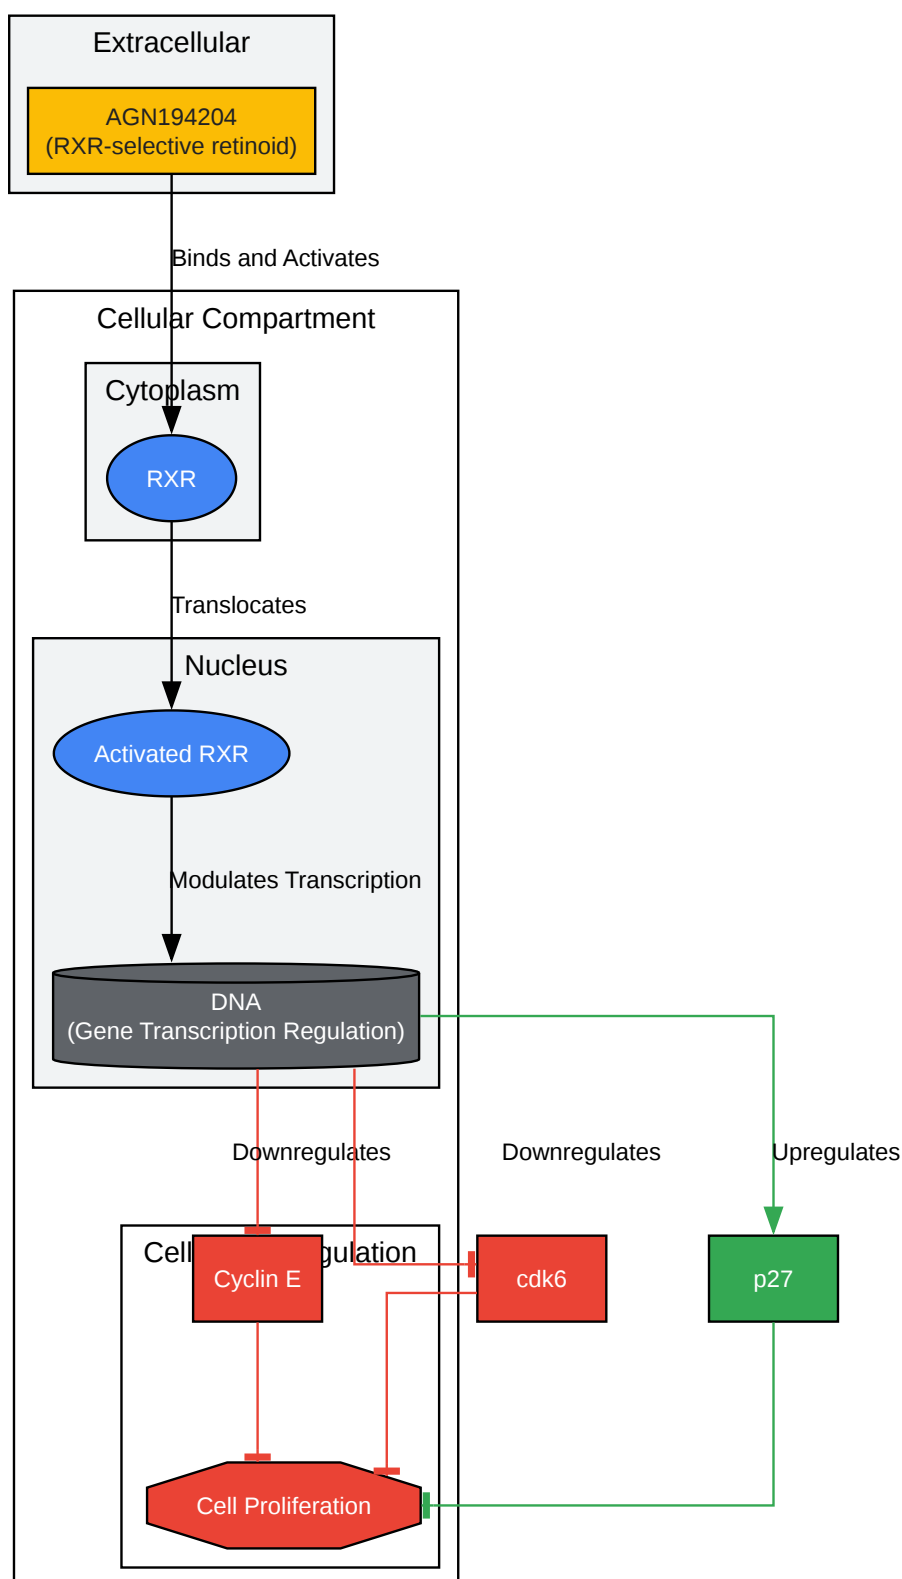 Extracellular
AGN194204
(RXR-selective retinoid)
Binds and Activates
Cellular Compartment
Cytoplasm
RXR
Translocates
Nucleus
Activated RXR
Modulates Transcription
DNA
(Gene Transcription Regulation)
Downregulates
Downregulates
Upregulates
Cell
Cyclin E
cdk6
p27
Cell Proliferation